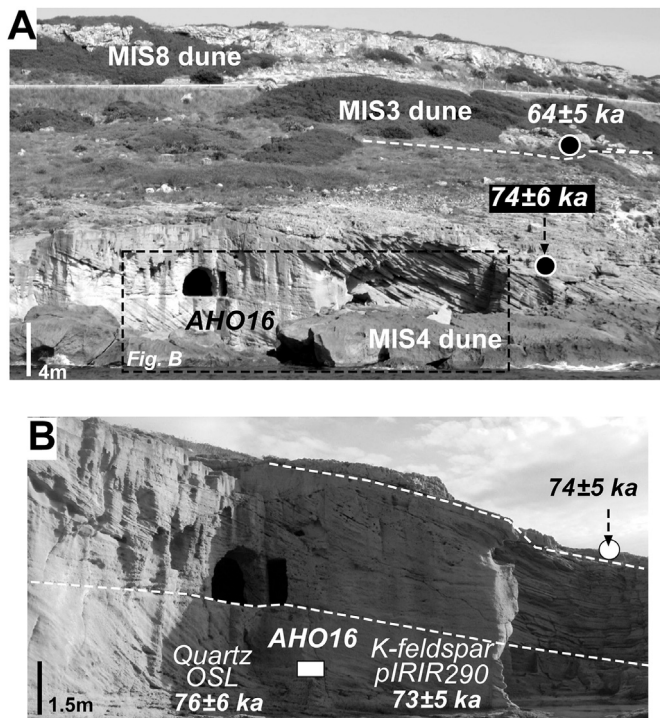 A
MIS8 dune
MIS3 dune
64±5 ka
74±6 ka
AHO16
MIS4 dune
Fig. B
4m
B
74±5 ka
AHO16
Quartz
OSL
76±6 ka
K-feldspar
pIRIR290
73±5 ka
1.5m